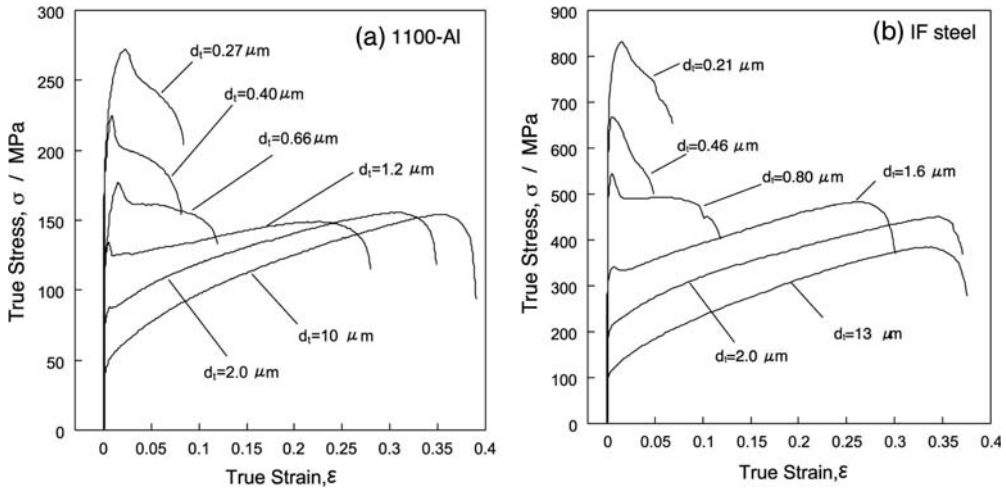 (a) 1100-Al
True Stress, σ / MPa
300
250
200
150
100
50
0
dt=0.27 μm
dt=0.40 μm
dt=0.66 μm
dt=1.2 μm
dt=10 μm
dt=2.0 μm
0 0.05 0.1 0.15 0.2 0.25 0.3 0.35 0.4
True Strain,ε
(b) IF steel
True Stress, σ / MPa
900
800
700
600
500
400
300
200
100
0
dt=0.21 μm
dt=0.46 μm
dt=0.80 μm
dt=1.6 μm
dt=13 μm
dt=2.0 μm
0 0.05 0.1 0.15 0.2 0.25 0.3 0.35 0.4
True Strain,ε